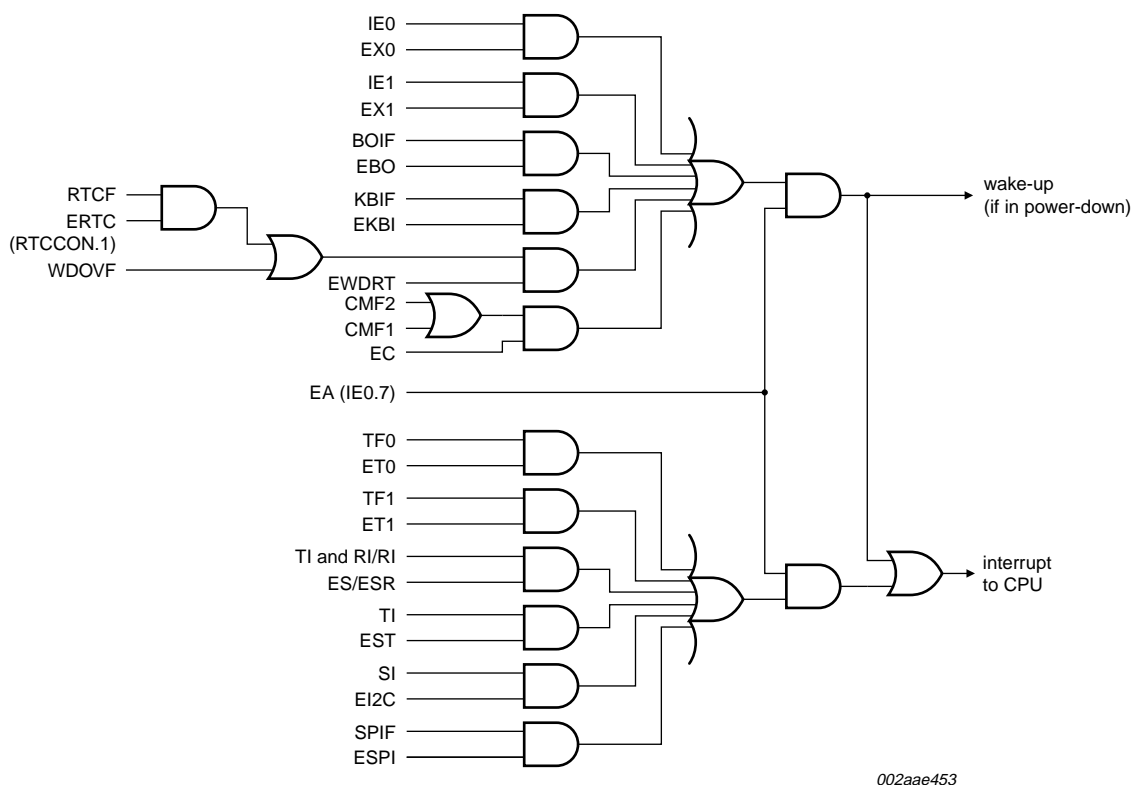 IE0
EX0
IE1
EX1
BOIF
EBO
KBIF
EKBI
RTCF
ERTC
(RTCCON.1)
WDOVF
EWDRT
CMF2
CMF1
EC
EA (IE0.7)
wake-up
(if in power-down)
TF0
ET0
TF1
ET1
TI and RI/RI
ES/ESR
TI
EST
SI
EI2C
SPIF
ESPI
interrupt
to CPU
002aae453